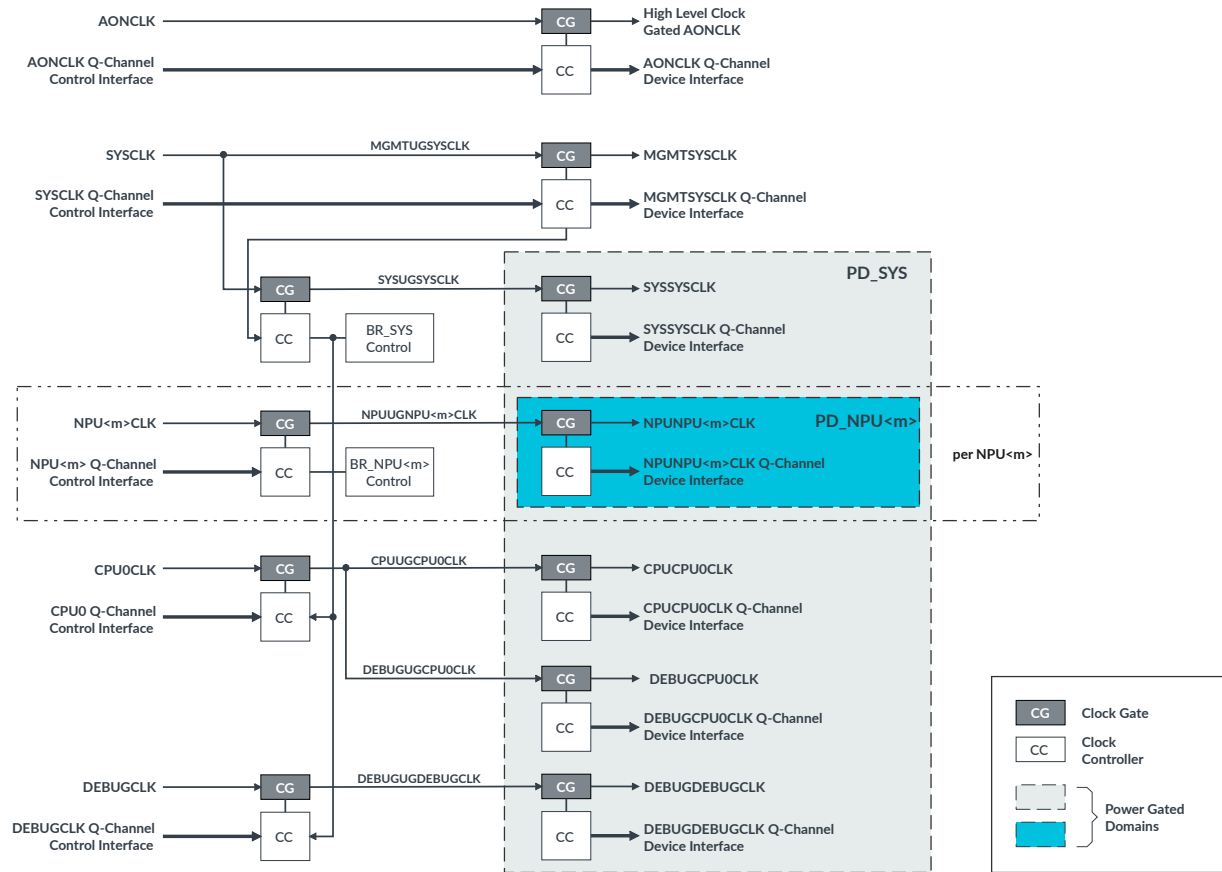 AONCLK
CG
High Level Clock
Gated AONCLK
AONCLK Q-Channel
Control Interface
CC
AONCLK Q-Channel
Device Interface
SYSCLK
MGMTUGSYSCLK
CG
MGMTSYSCLK
SYSCLK Q-Channel
Control Interface
CC
MGMTSYSCLK Q-Channel
Device Interface
PD_SYS
CG
SYSUGSYSCLK
CG
SYSSYSCLK
CC
BR_SYS
Control
CC
SYSSYSCLK Q-Channel
Device Interface
NPU<m>CLK
CG
NPUUGNPU<m>CLK
CG
NPUNPU<m>CLK
PD_NPU<m>
NPU<m> Q-Channel
Control Interface
CC
BR_NPU<m>
Control
CC
NPUNPU<m>CLK Q-Channel
Device Interface
per NPU<m>
CPU0CLK
CG
CPUUGCPU0CLK
CG
CPUCPU0CLK
CPU0 Q-Channel
Control Interface
CC
CC
CPUCPU0CLK Q-Channel
Device Interface
DEBUGUGCPU0CLK
CG
DEBUGCPU0CLK
CC
DEBUGCPU0CLK Q-Channel
Device Interface
DEBUGCLK
CG
DEBUGUGDEBUGCLK
CG
DEBUGDEBUGCLK
DEBUGCLK Q-Channel
Control Interface
CC
CC
DEBUGDEBUGCLK Q-Channel
Device Interface
CG
Clock Gate
CC
Clock
Controller
Power Gated
Domains